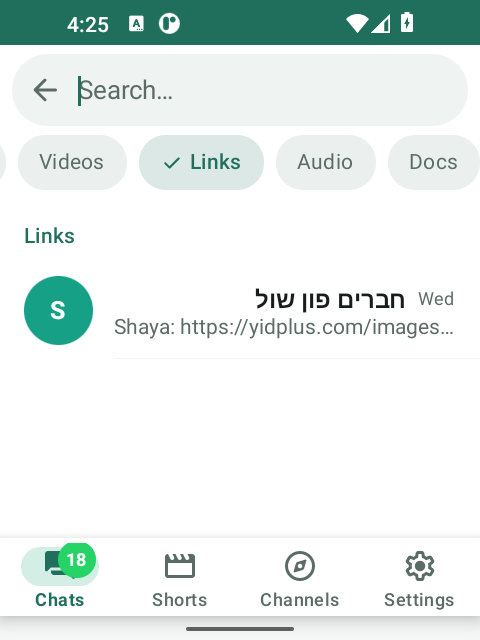 4:25
A
Search…
Videos
Links
Audio
Docs
Links
S
חברים פון שול
Wed
Shaya: https://yidplus.com/images…
18
Chats
Shorts
Channels
Settings